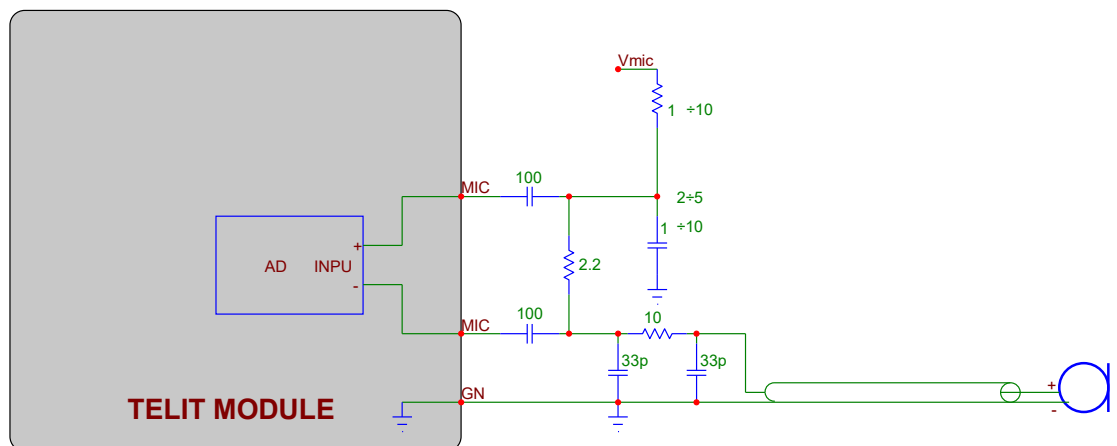 Vmic
1 ÷10
100
MIC
2÷5
1 ÷10
+
AD INPU
2.2
-
MIC
100
10
33p
33p
GN
+
-
TELIT MODULE